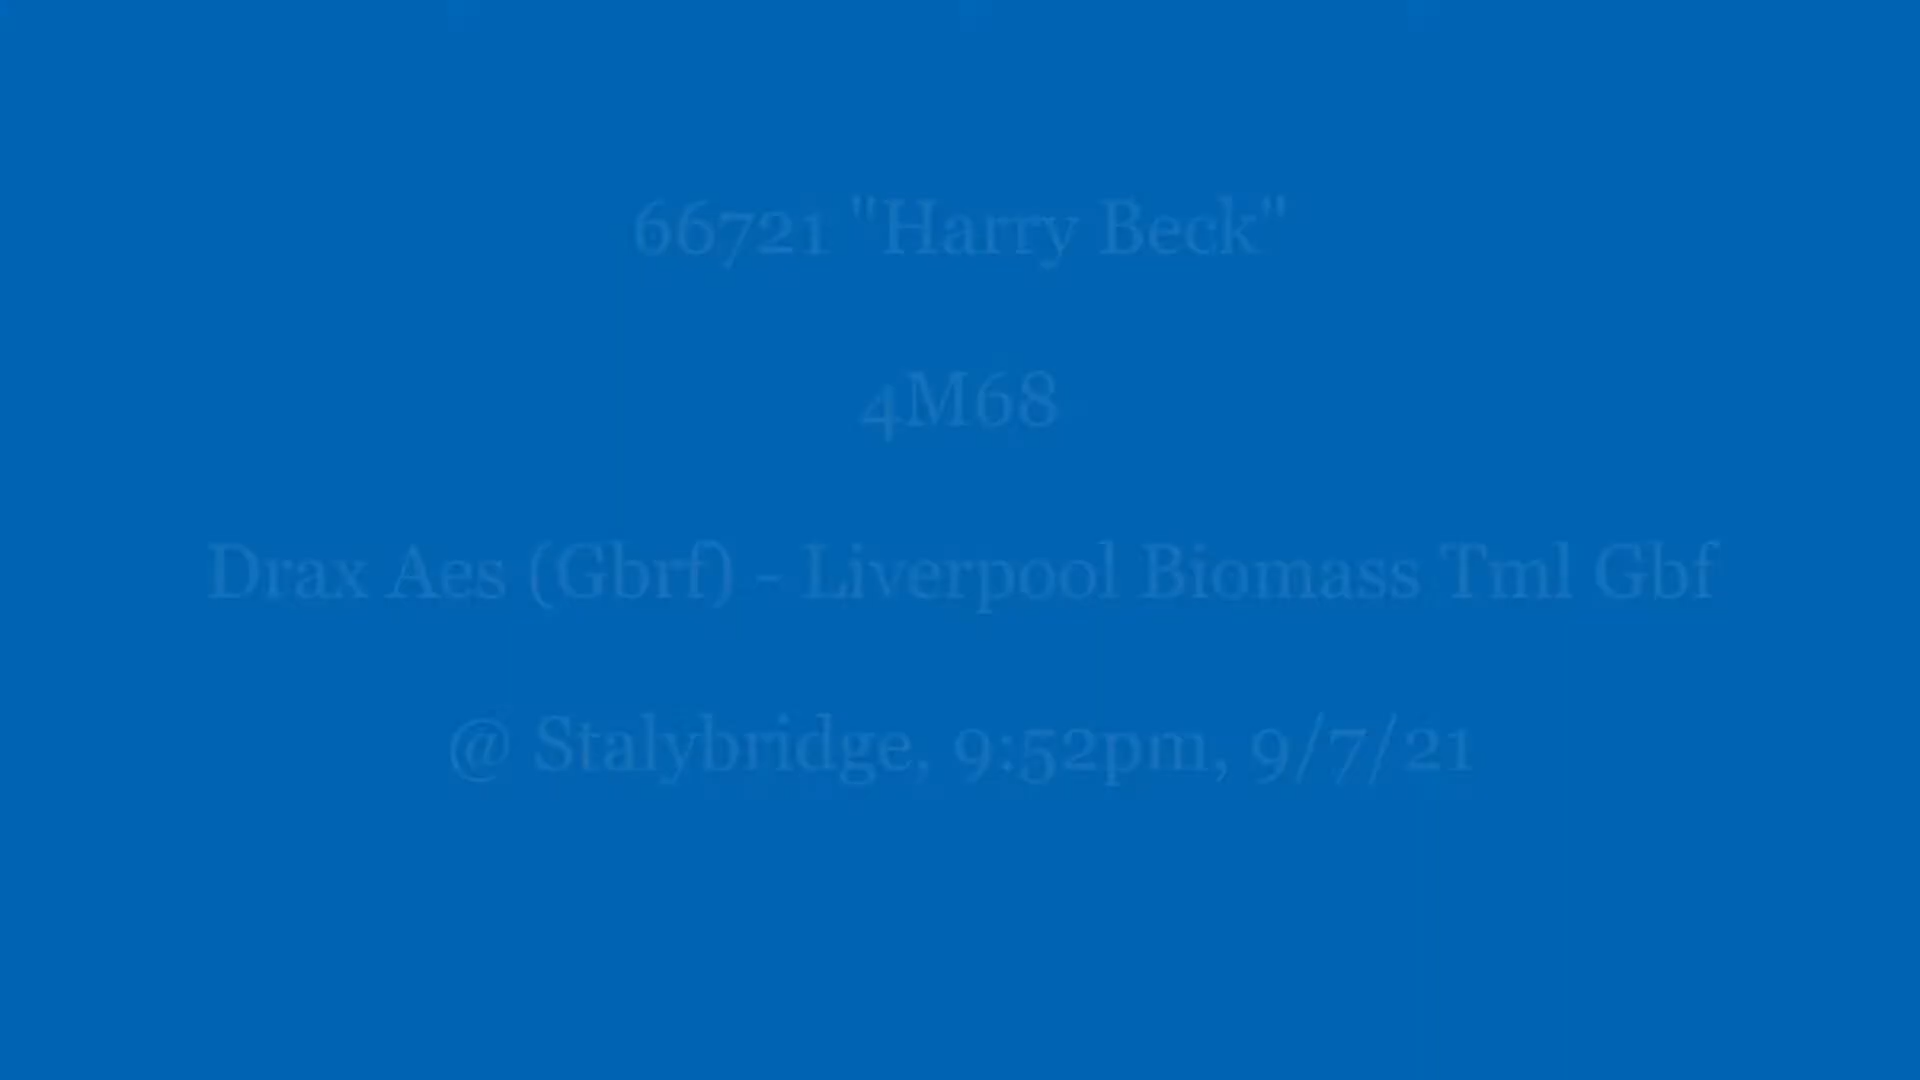 66721 "Harry Beck"
4M68
Drax Aes (Gbrf) - Liverpool Biomass Tml Gbf
@ Stalybridge, 9:52pm, 9/7/21